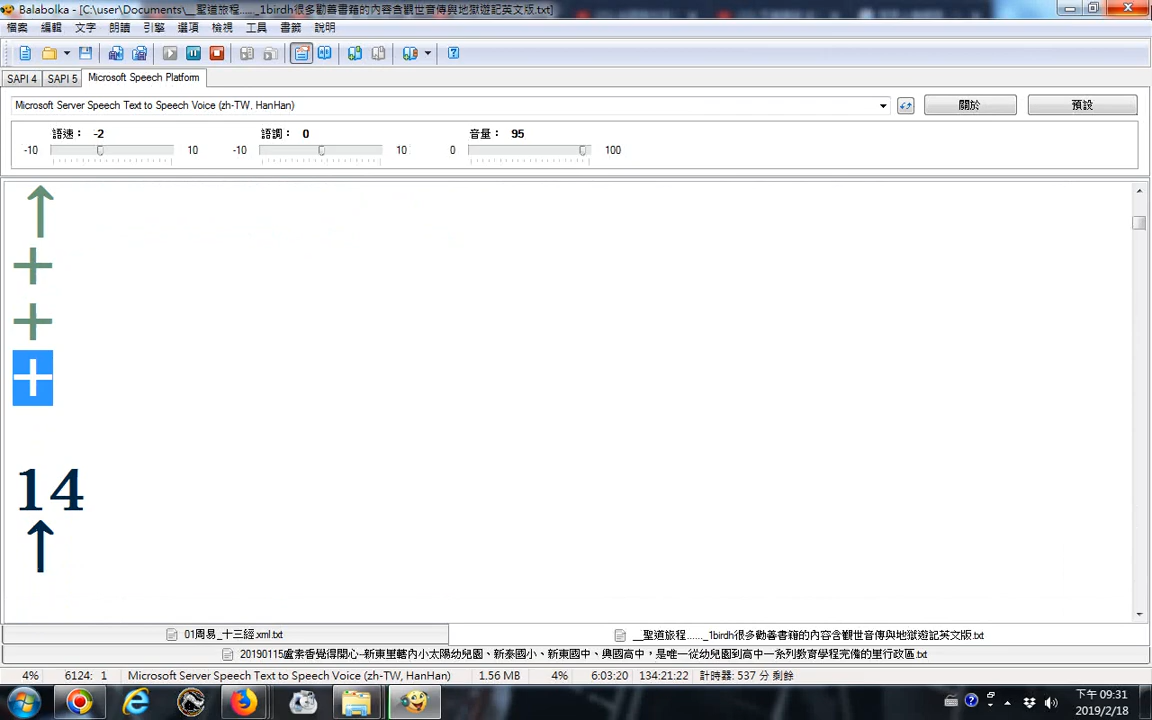 Balabolka - [C:\user\Documents\__聖道旅程......_1birdh很多勸善書籍的內容含觀世音傳與地獄遊記英文版.txt]
檔案 編輯 文字 朗讀 引擎 選項 檢視 工具 書籤 說明
SAPI 4 SAPI 5 Microsoft Speech Platform
Microsoft Server Speech Text to Speech Voice (zh-TW, HanHan) 關於 預設
語速： -2 語調： 0 音量： 95
-10 10 -10 10 0 100
↑
+
+
+
14
↑
01周易_十三經.xml.txt __聖道旅程......_1birdh很多勸善書籍的內容含觀世音傳與地獄遊記英文版.txt
20190115盧素香覺得開心~新東里轄內小太陽幼兒園、新泰國小、新東國中、興國高中，是唯一從幼兒園到高中一系列教育學程完備的里行政區.txt
4% 6124: 1 Microsoft Server Speech Text to Speech Voice (zh-TW, HanHan) 1.56 MB 4% 6:03:20 134:21:22 計時器: 537 分 剩餘
下午 09:31
2019/2/18